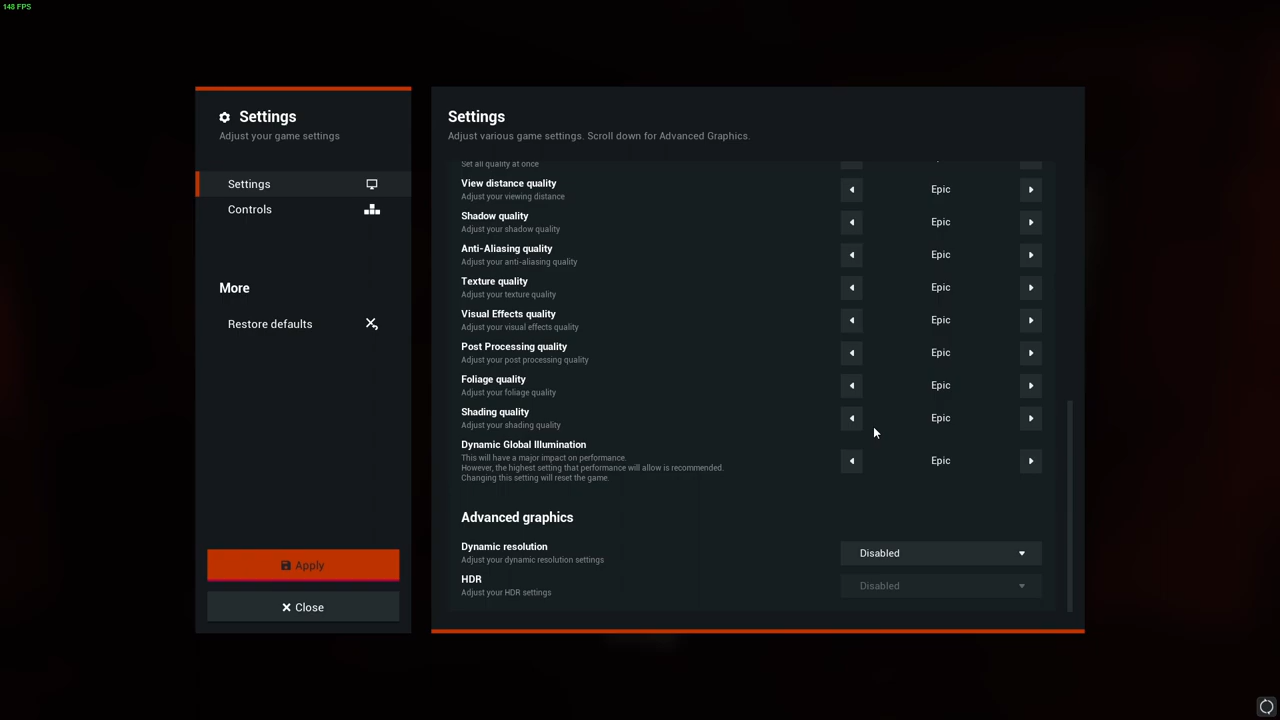 148 FPS
Settings
Adjust your game settings
Settings
Controls
More
Restore defaults
Apply
Close
Settings
Adjust various game settings. Scroll down for Advanced Graphics.
Set all quality at once
View distance quality
Adjust your viewing distance
Epic
Shadow quality
Adjust your shadow quality
Epic
Anti-Aliasing quality
Adjust your anti-aliasing quality
Epic
Texture quality
Adjust your texture quality
Epic
Visual Effects quality
Adjust your visual effects quality
Epic
Post Processing quality
Adjust your post processing quality
Epic
Foliage quality
Adjust your foliage quality
Epic
Shading quality
Adjust your shading quality
Epic
Dynamic Global Illumination
This will have a major impact on performance.
However, the highest setting that performance will allow is recommended.
Changing this setting will reset the game.
Epic
Advanced graphics
Dynamic resolution
Adjust your dynamic resolution settings
Disabled
HDR
Adjust your HDR settings
Disabled